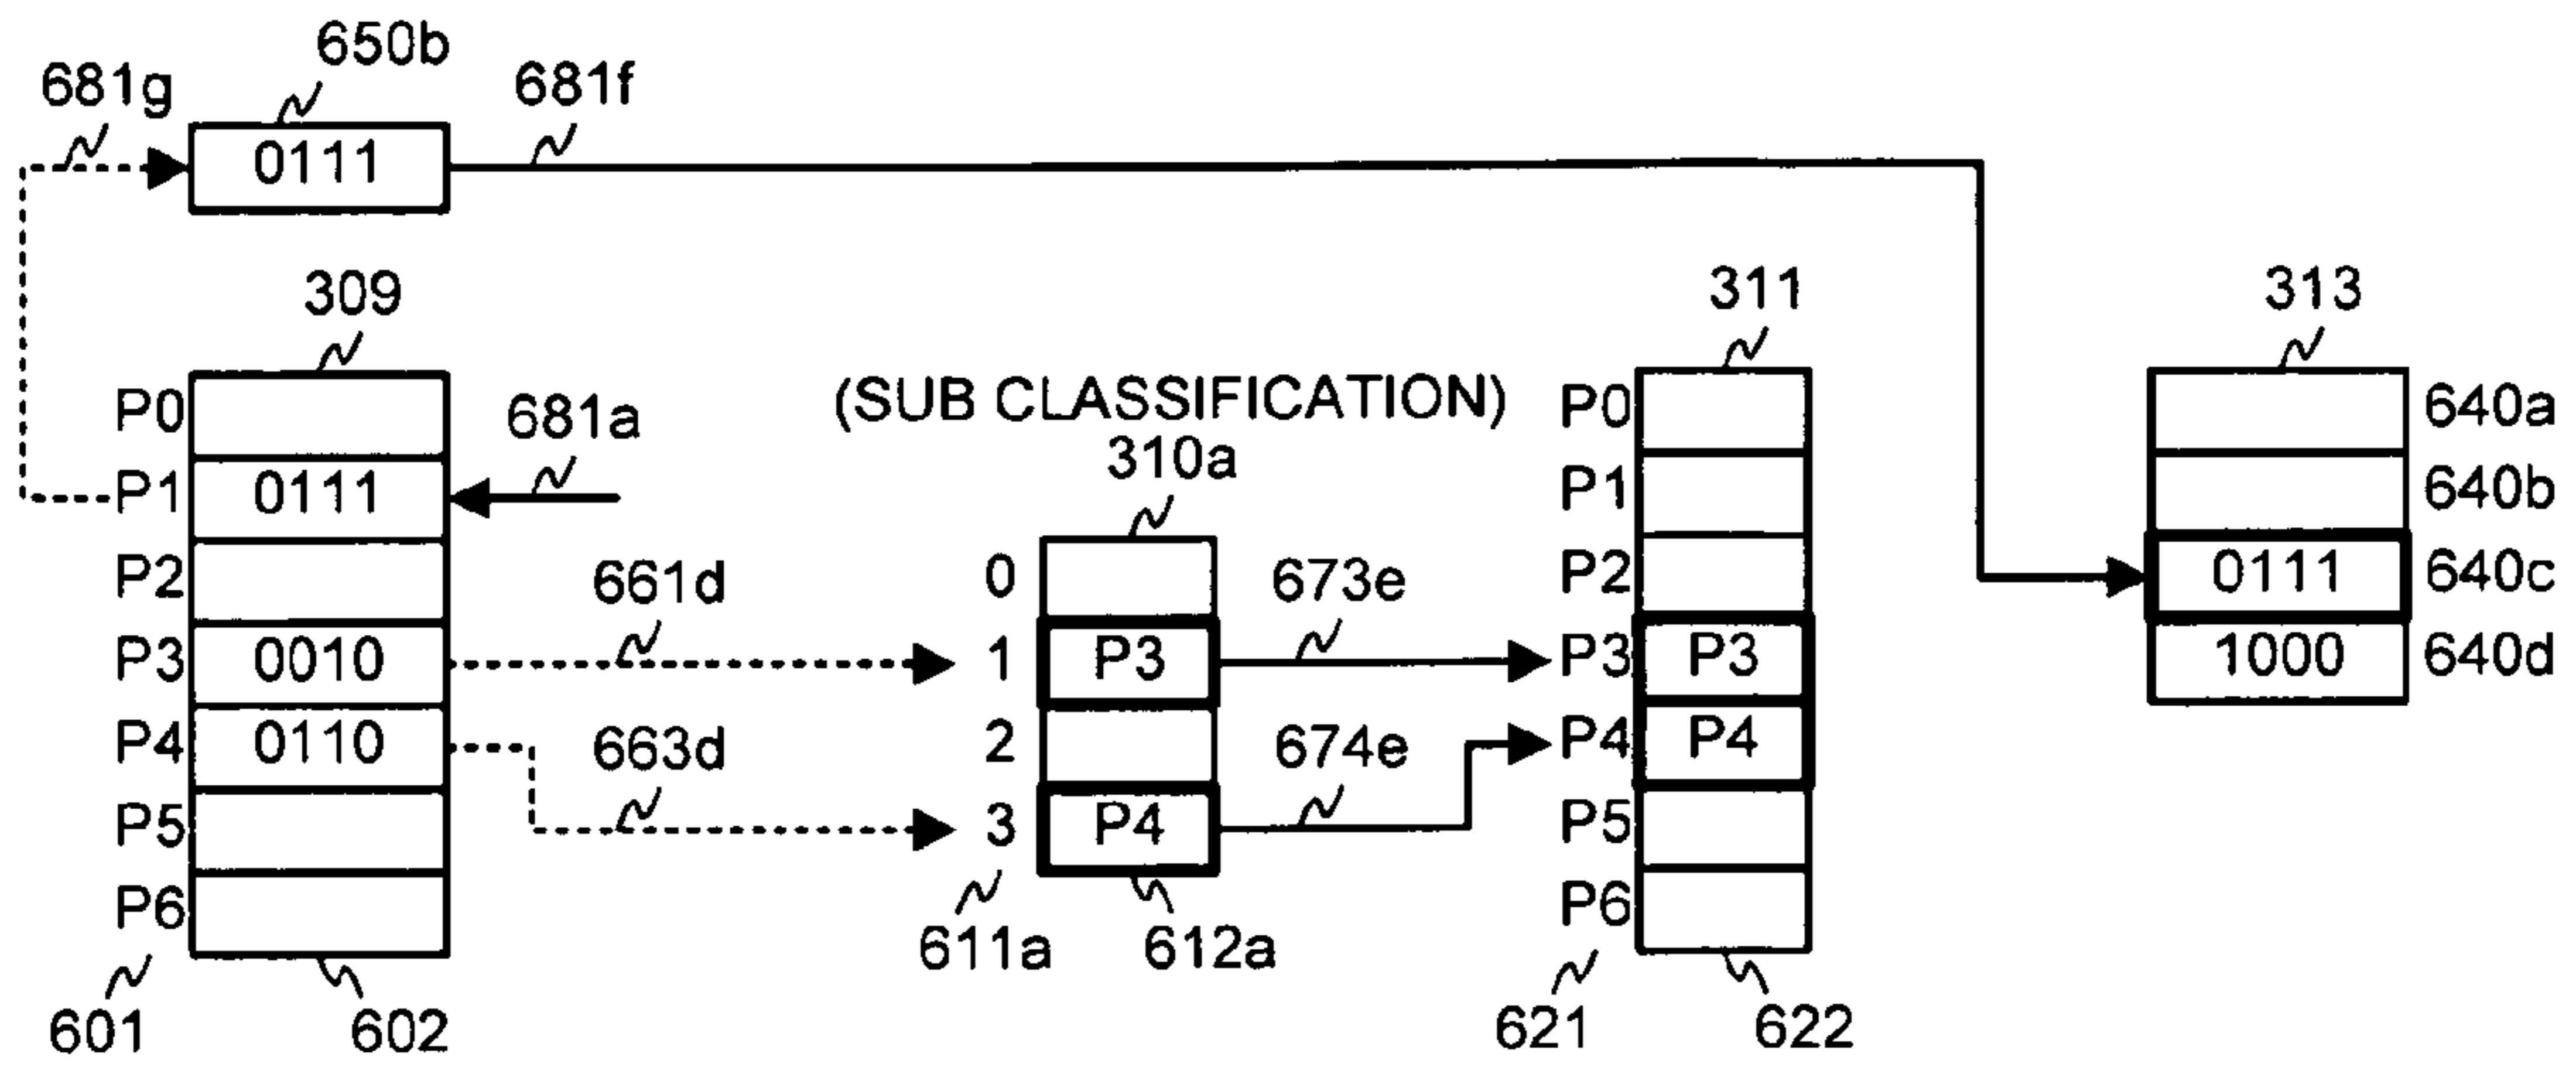 650b
681g
681f
0111
309
311
313
P0
681a
(SUB CLASSIFICATION)
P0
640a
310a
P1
0111
P1
640b
P2
661d
0
673e
P2
0111
640c
P3
0010
1
P3
P3
P3
1000
640d
P4
0110
663d
2
674e
P4
P4
P5
3
P4
P5
P6
611a
612a
P6
601
602
621
622